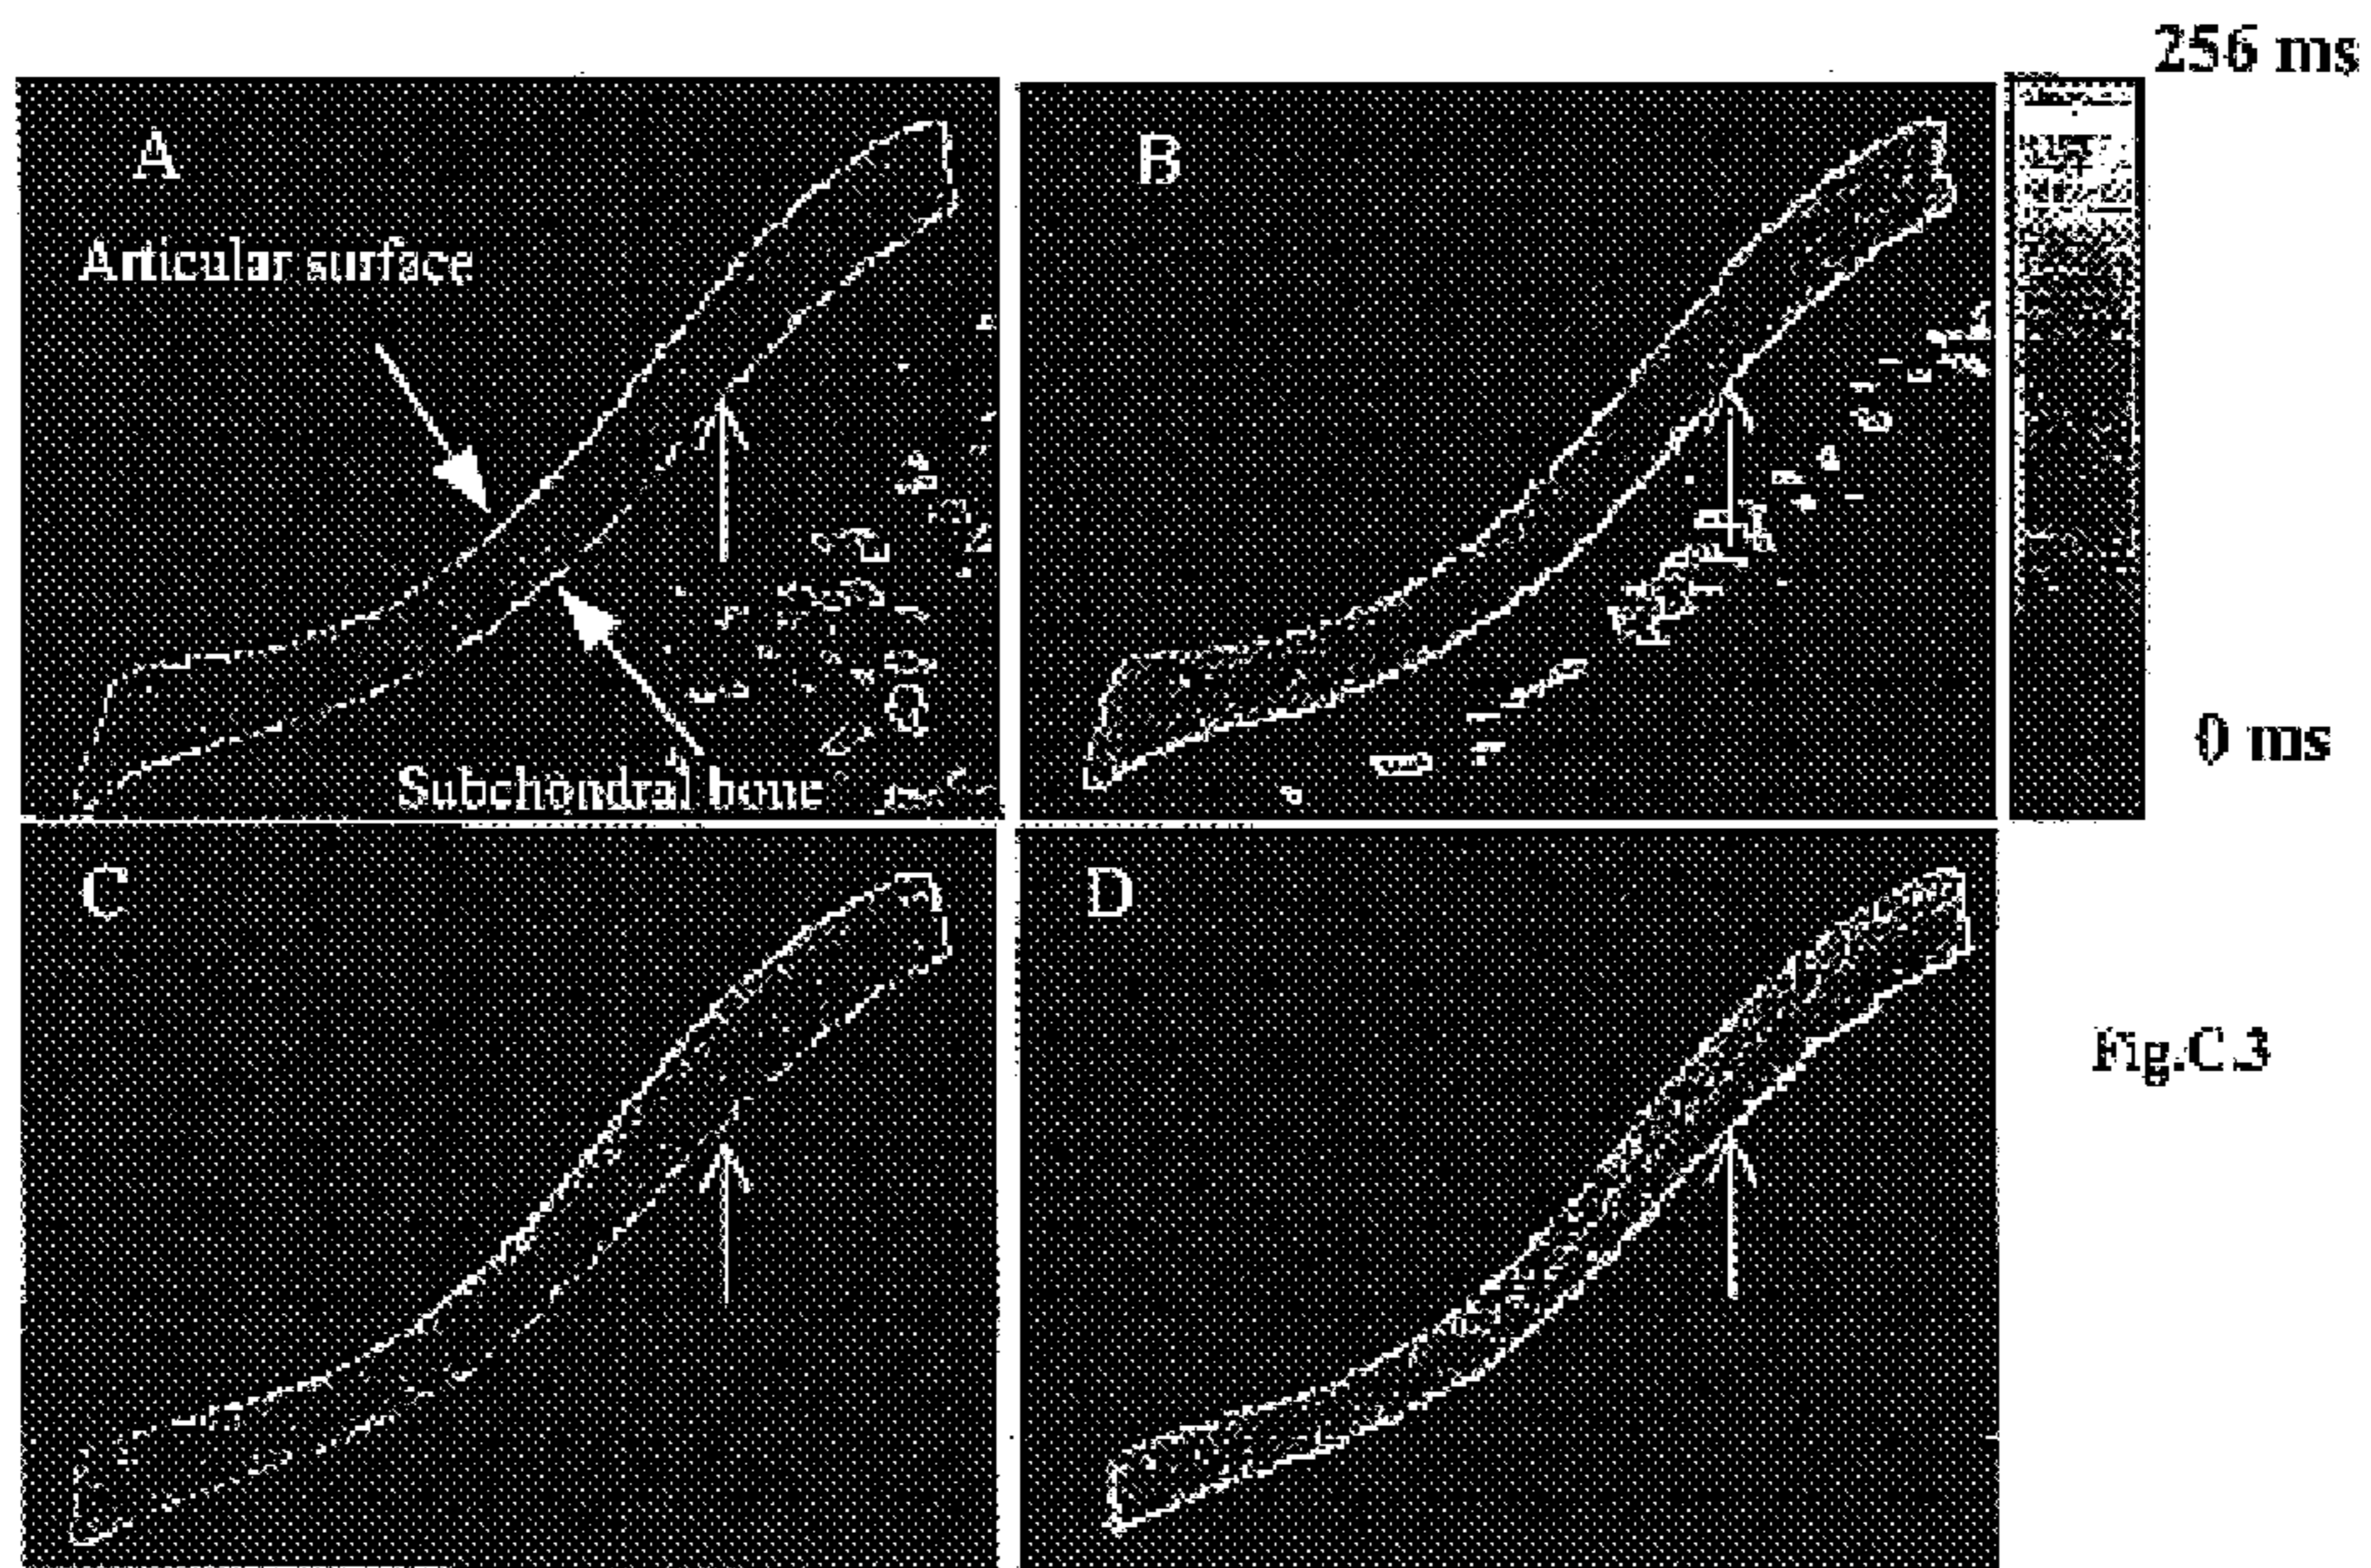 256 ms
A
B
Articular surface
0 ms
Subchondral bone
C
D
Fig.C.3